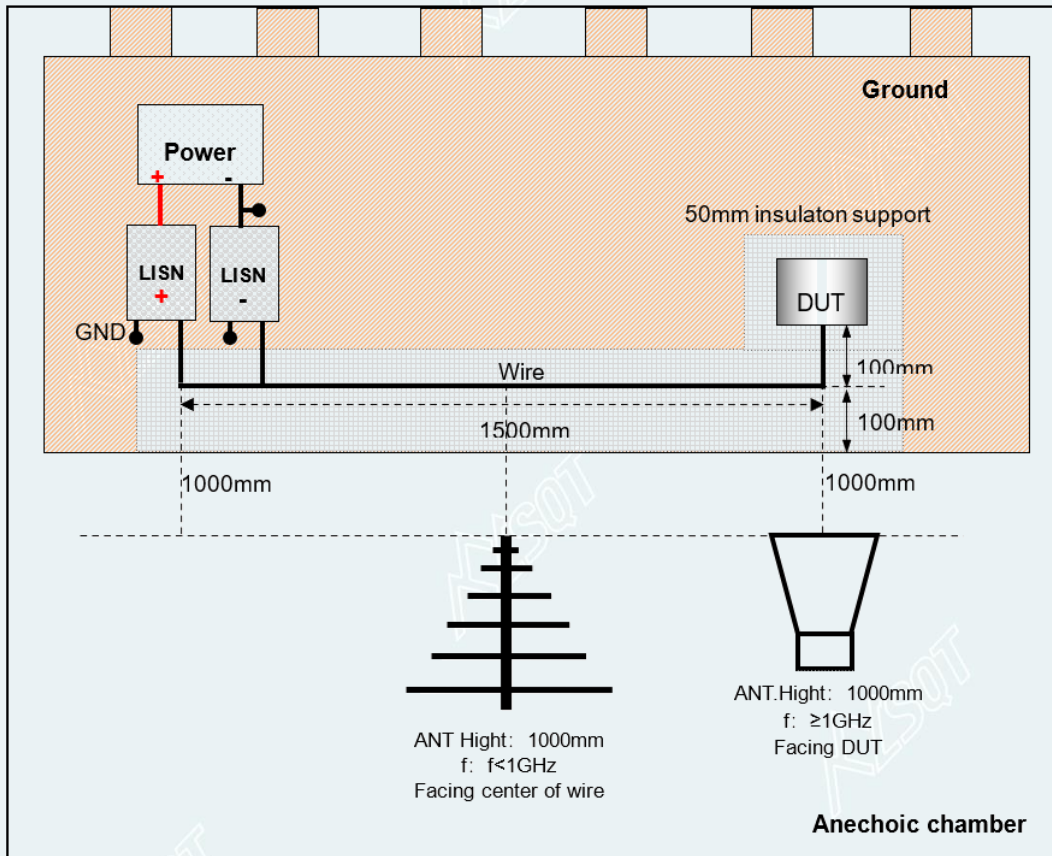 Ground
Power
+ -
50mm insulaton support
LISN
+
LISN
-
DUT
GND
Wire
100mm
1500mm
100mm
1000mm
1000mm
ANT Hight: 1000mm
f: f<1GHz
Facing center of wire
ANT.Hight: 1000mm
f: ≥1GHz
Facing DUT
Anechoic chamber